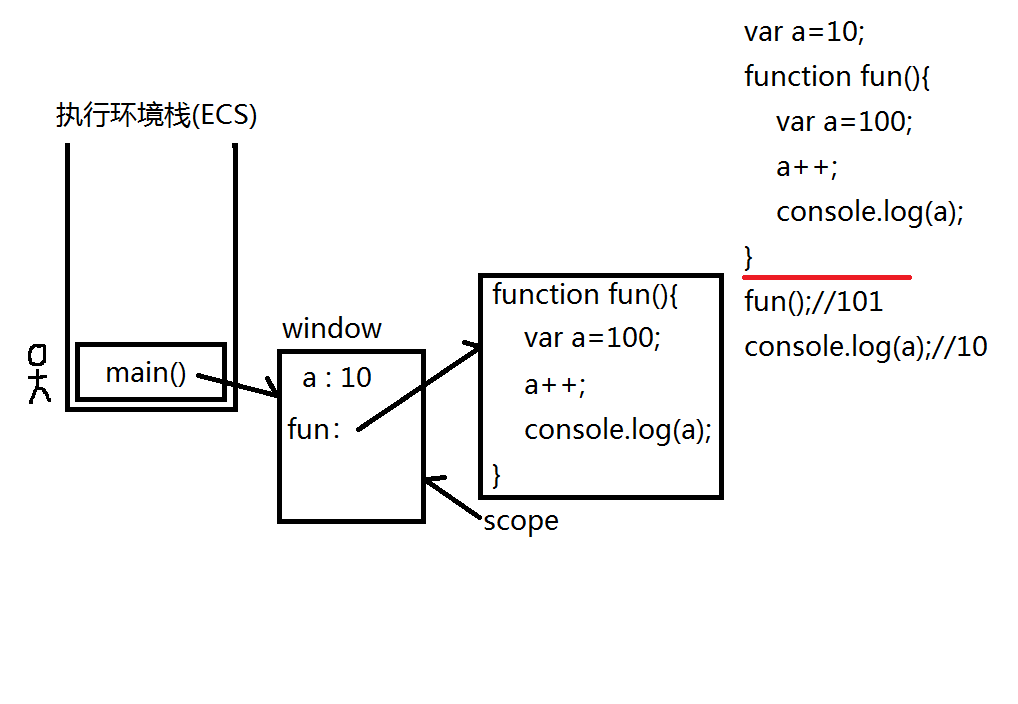 执行环境栈(ECS)
main()
window
a : 10
fun：
function fun(){
var a=100;
a++;
console.log(a);
}
scope
var a=10;
function fun(){
var a=100;
a++;
console.log(a);
}
fun();//101
console.log(a);//10